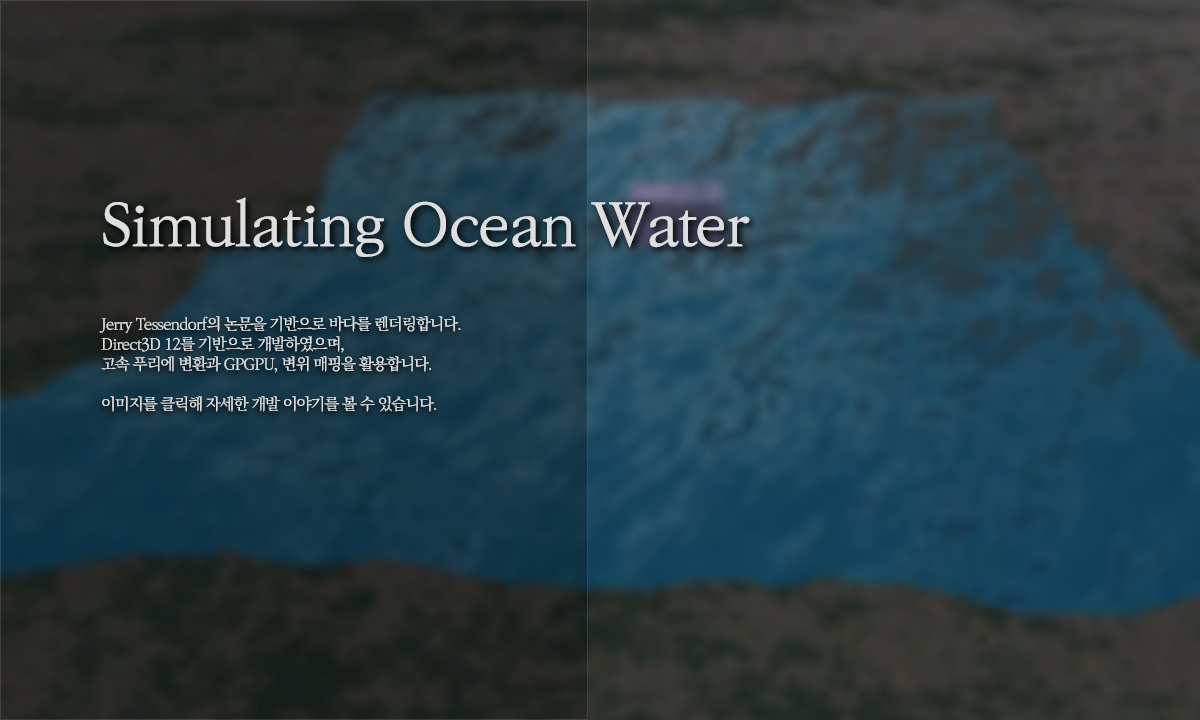 Simulating Ocean Water
Jerry Tessendorf의 논문을 기반으로 바다를 렌더링합니다.
Direct3D 12를 기반으로 개발하였으며,
고속 푸리에 변환과 GPGPU, 변위 매핑을 활용합니다.
이미지를 클릭해 자세한 개발 이야기를 볼 수 있습니다.